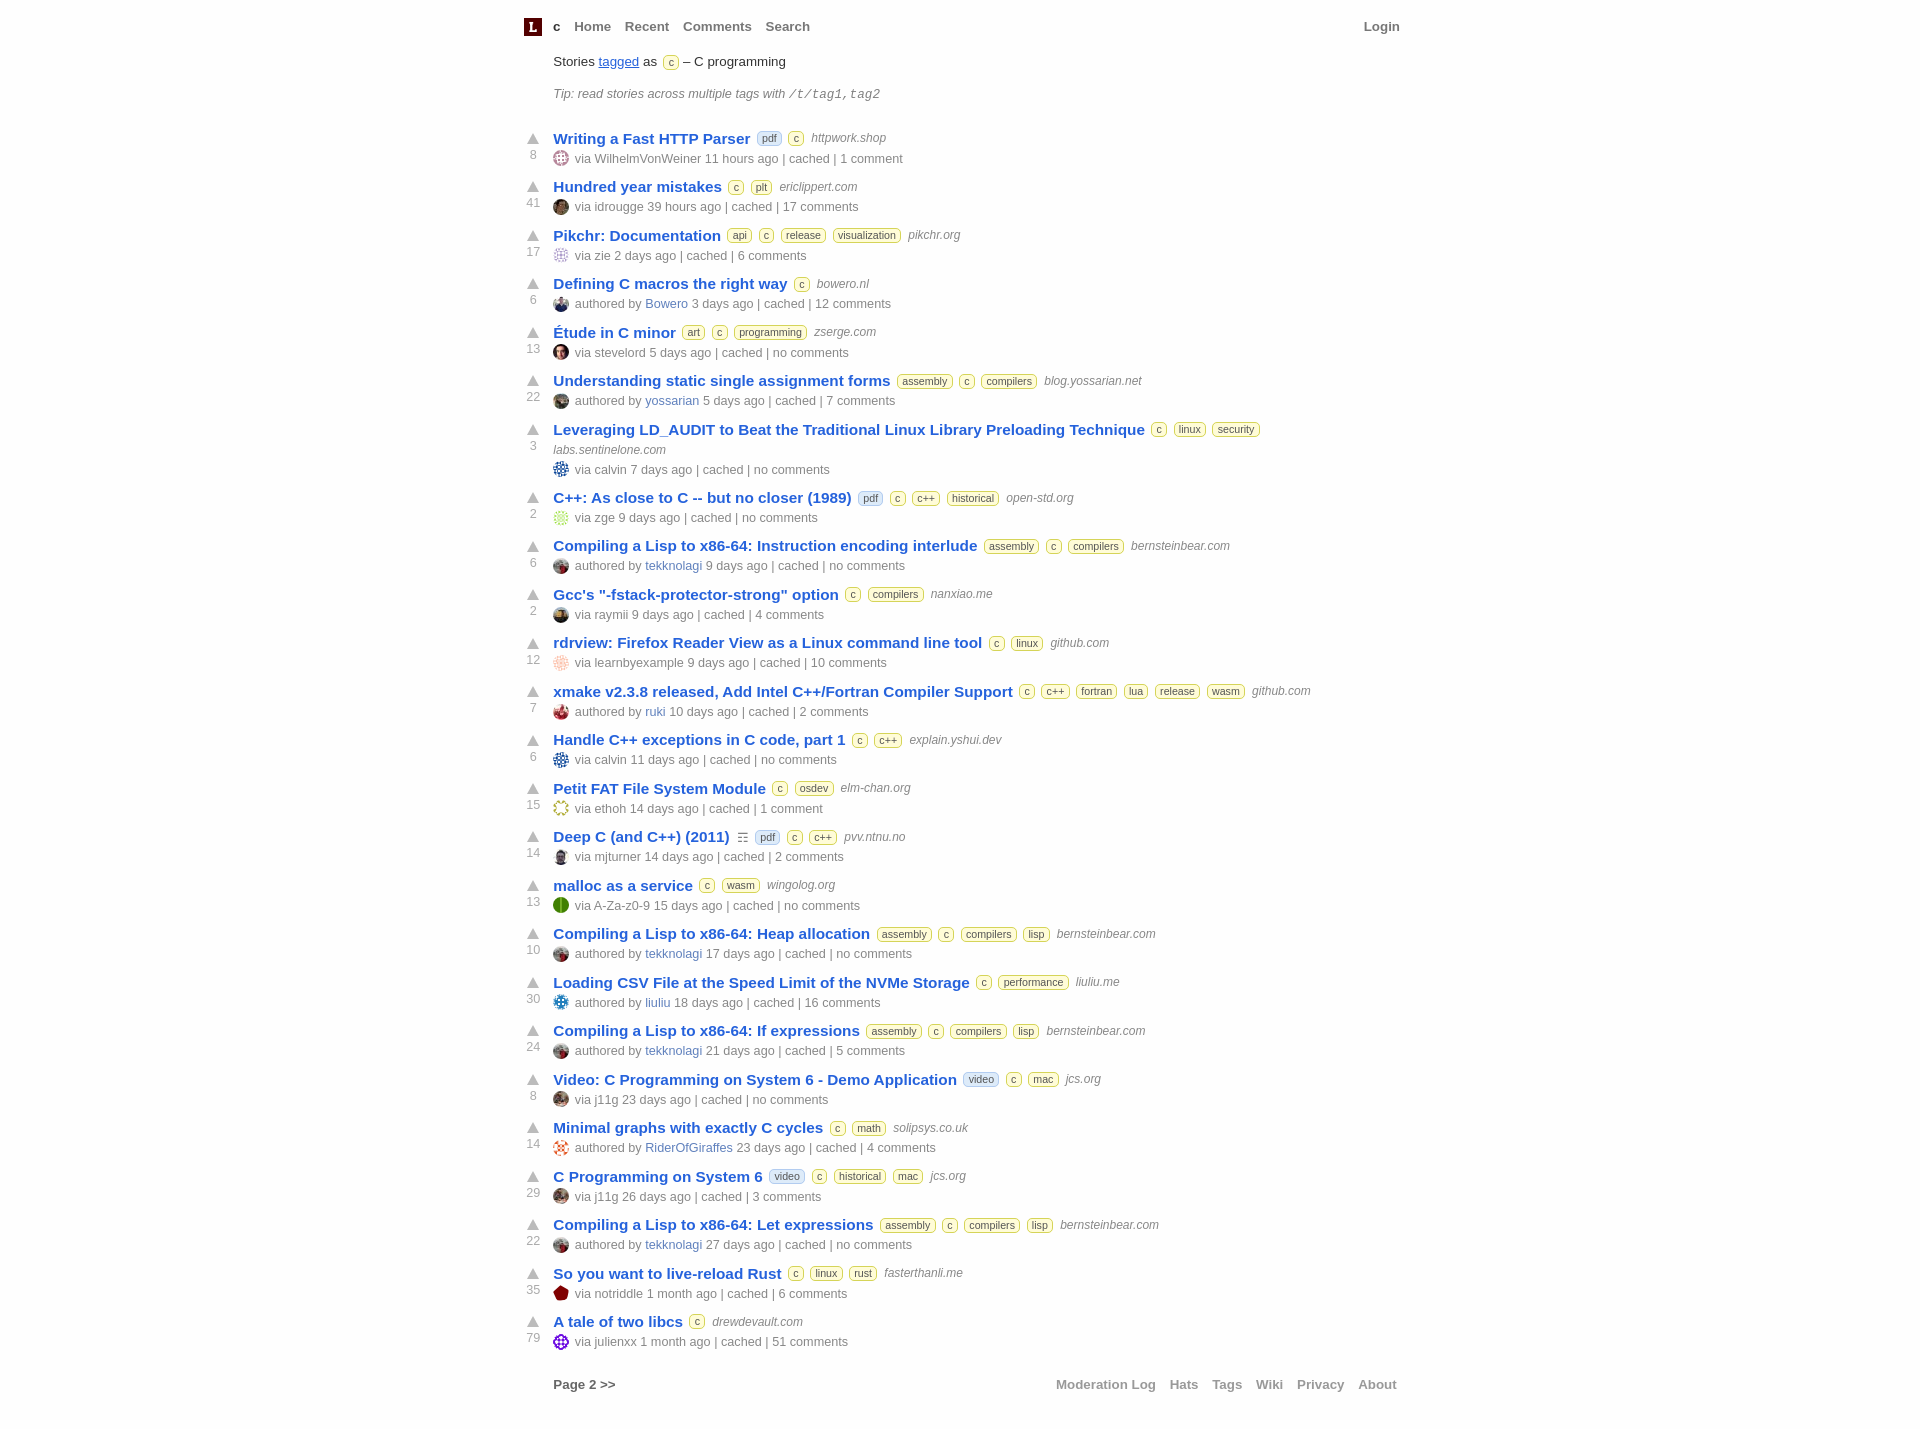 L c Home Recent Comments Search Login
Stories tagged as c – C programming
Tip: read stories across multiple tags with /t/tag1,tag2
Writing a Fast HTTP Parser pdf c httpwork.shop
8 via WilhelmVonWeiner 11 hours ago | cached | 1 comment
Hundred year mistakes c plt ericlippert.com
41 via idrougge 39 hours ago | cached | 17 comments
Pikchr: Documentation api c release visualization pikchr.org
17 via zie 2 days ago | cached | 6 comments
Defining C macros the right way c bowero.nl
6 authored by Bowero 3 days ago | cached | 12 comments
Étude in C minor art c programming zserge.com
13 via stevelord 5 days ago | cached | no comments
Understanding static single assignment forms assembly c compilers blog.yossarian.net
22 authored by yossarian 5 days ago | cached | 7 comments
Leveraging LD_AUDIT to Beat the Traditional Linux Library Preloading Technique c linux security
3 labs.sentinelone.com
via calvin 7 days ago | cached | no comments
C++: As close to C -- but no closer (1989) pdf c c++ historical open-std.org
2 via zge 9 days ago | cached | no comments
Compiling a Lisp to x86-64: Instruction encoding interlude assembly c compilers bernsteinbear.com
6 authored by tekknolagi 9 days ago | cached | no comments
Gcc's "-fstack-protector-strong" option c compilers nanxiao.me
2 via raymii 9 days ago | cached | 4 comments
rdrview: Firefox Reader View as a Linux command line tool c linux github.com
12 via learnbyexample 9 days ago | cached | 10 comments
xmake v2.3.8 released, Add Intel C++/Fortran Compiler Support c c++ fortran lua release wasm github.com
7 authored by ruki 10 days ago | cached | 2 comments
Handle C++ exceptions in C code, part 1 c c++ explain.yshui.dev
6 via calvin 11 days ago | cached | no comments
Petit FAT File System Module c osdev elm-chan.org
15 via ethoh 14 days ago | cached | 1 comment
Deep C (and C++) (2011) ☶ pdf c c++ pvv.ntnu.no
14 via mjturner 14 days ago | cached | 2 comments
malloc as a service c wasm wingolog.org
13 via A-Za-z0-9 15 days ago | cached | no comments
Compiling a Lisp to x86-64: Heap allocation assembly c compilers lisp bernsteinbear.com
10 authored by tekknolagi 17 days ago | cached | no comments
Loading CSV File at the Speed Limit of the NVMe Storage c performance liuliu.me
30 authored by liuliu 18 days ago | cached | 16 comments
Compiling a Lisp to x86-64: If expressions assembly c compilers lisp bernsteinbear.com
24 authored by tekknolagi 21 days ago | cached | 5 comments
Video: C Programming on System 6 - Demo Application video c mac jcs.org
8 via j11g 23 days ago | cached | no comments
Minimal graphs with exactly C cycles c math solipsys.co.uk
14 authored by RiderOfGiraffes 23 days ago | cached | 4 comments
C Programming on System 6 video c historical mac jcs.org
29 via j11g 26 days ago | cached | 3 comments
Compiling a Lisp to x86-64: Let expressions assembly c compilers lisp bernsteinbear.com
22 authored by tekknolagi 27 days ago | cached | no comments
So you want to live-reload Rust c linux rust fasterthanli.me
35 via notriddle 1 month ago | cached | 6 comments
A tale of two libcs c drewdevault.com
79 via julienxx 1 month ago | cached | 51 comments
Page 2 >> Moderation Log Hats Tags Wiki Privacy About